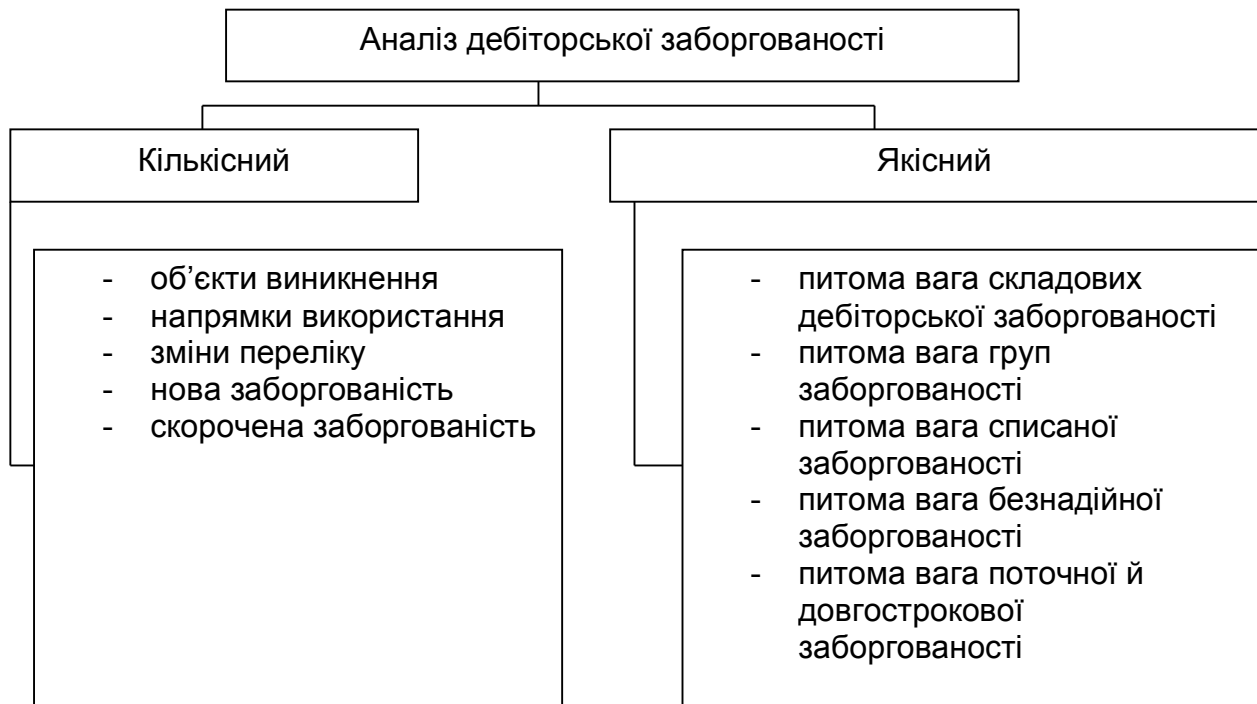 Аналіз дебіторської заборгованості
Кількісний
Якісний
- об’єкти виникнення
- напрямки використання
- зміни переліку
- нова заборгованість
- скорочена заборгованість
- питома вага складових
дебіторської заборгованості
- питома вага груп
заборгованості
- питома вага списаної
заборгованості
- питома вага безнадійної
заборгованості
- питома вага поточної й
довгострокової
заборгованості